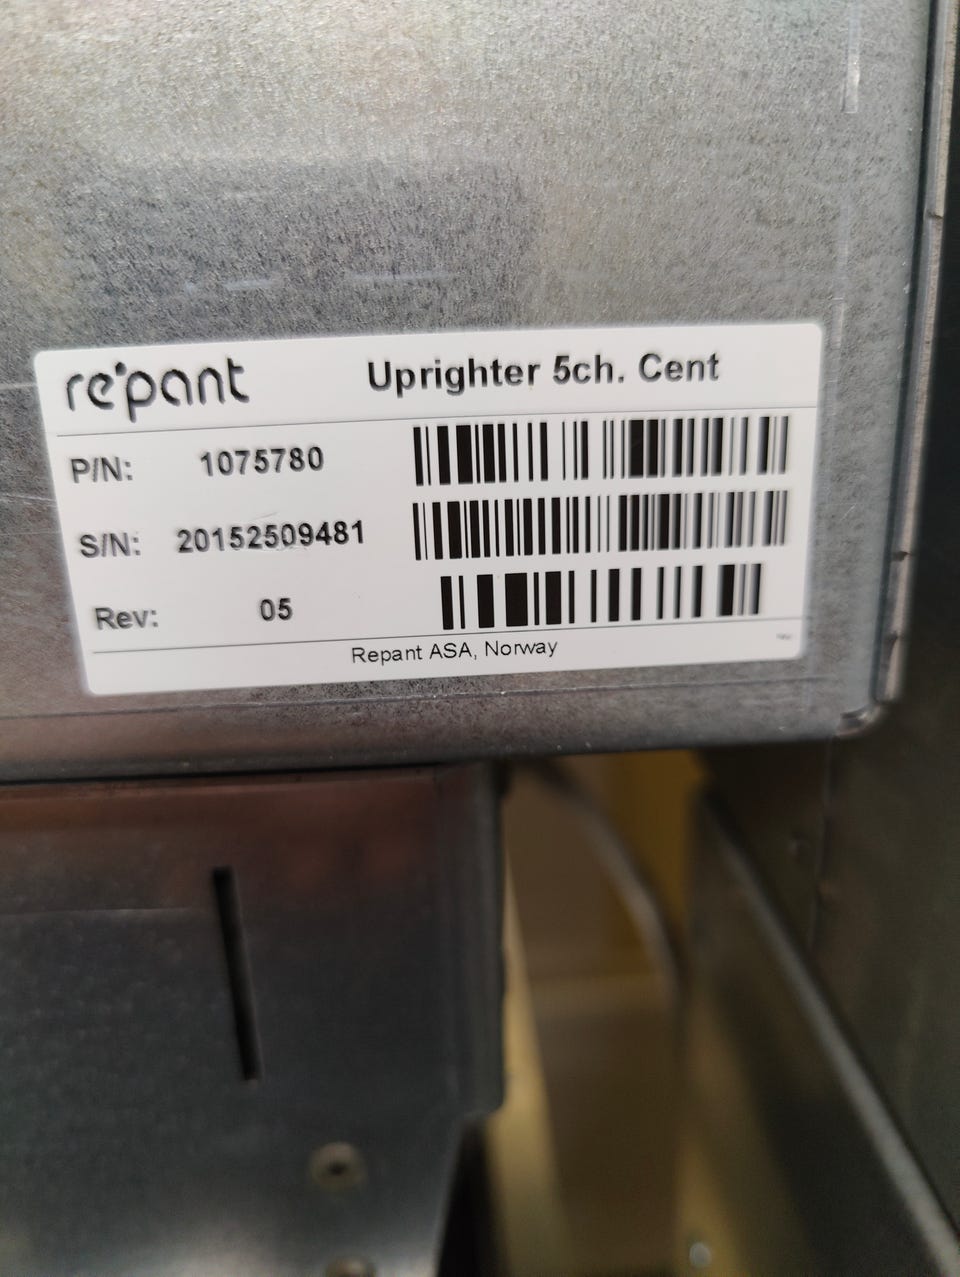 re'pant Uprighter 5ch. Cent
P/N: 1075780
S/N: 20152509481
Rev: 05
Repant ASA, Norway